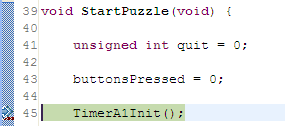 39 void StartPuzzle(void) {
40
41 unsigned int quit = 0;
42
43 buttonsPressed = 0;
44
45 TimerA1Init();